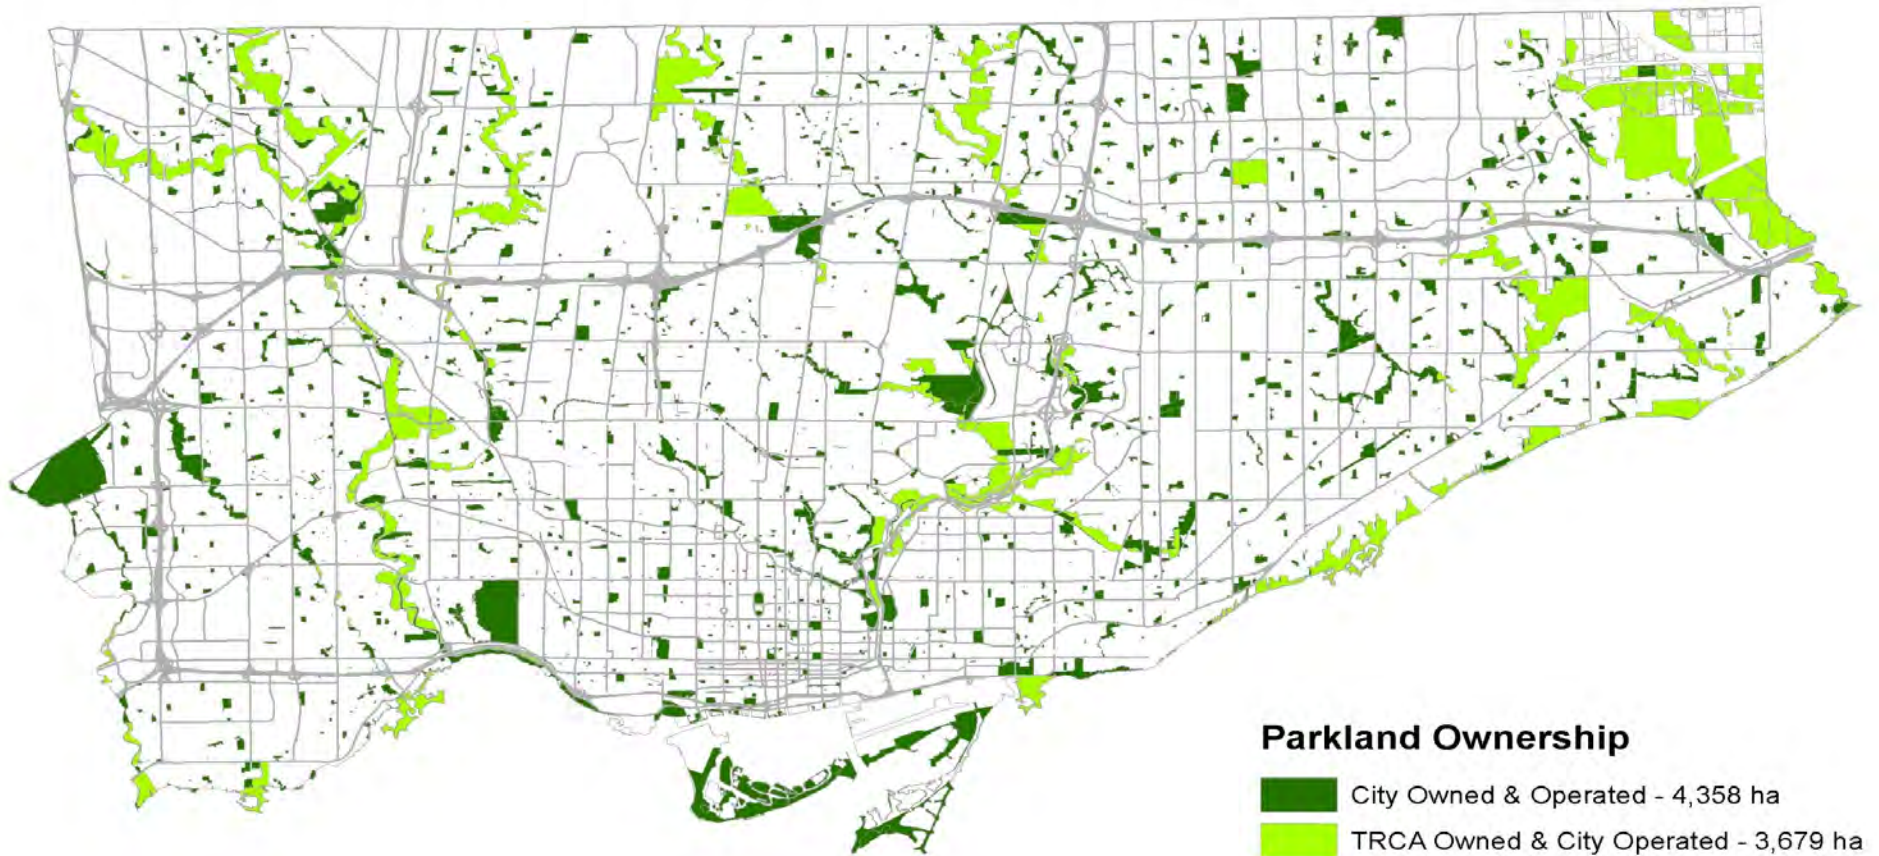 Parkland Ownership
City Owned & Operated - 4,358 ha
TRCA Owned & City Operated - 3,679 ha